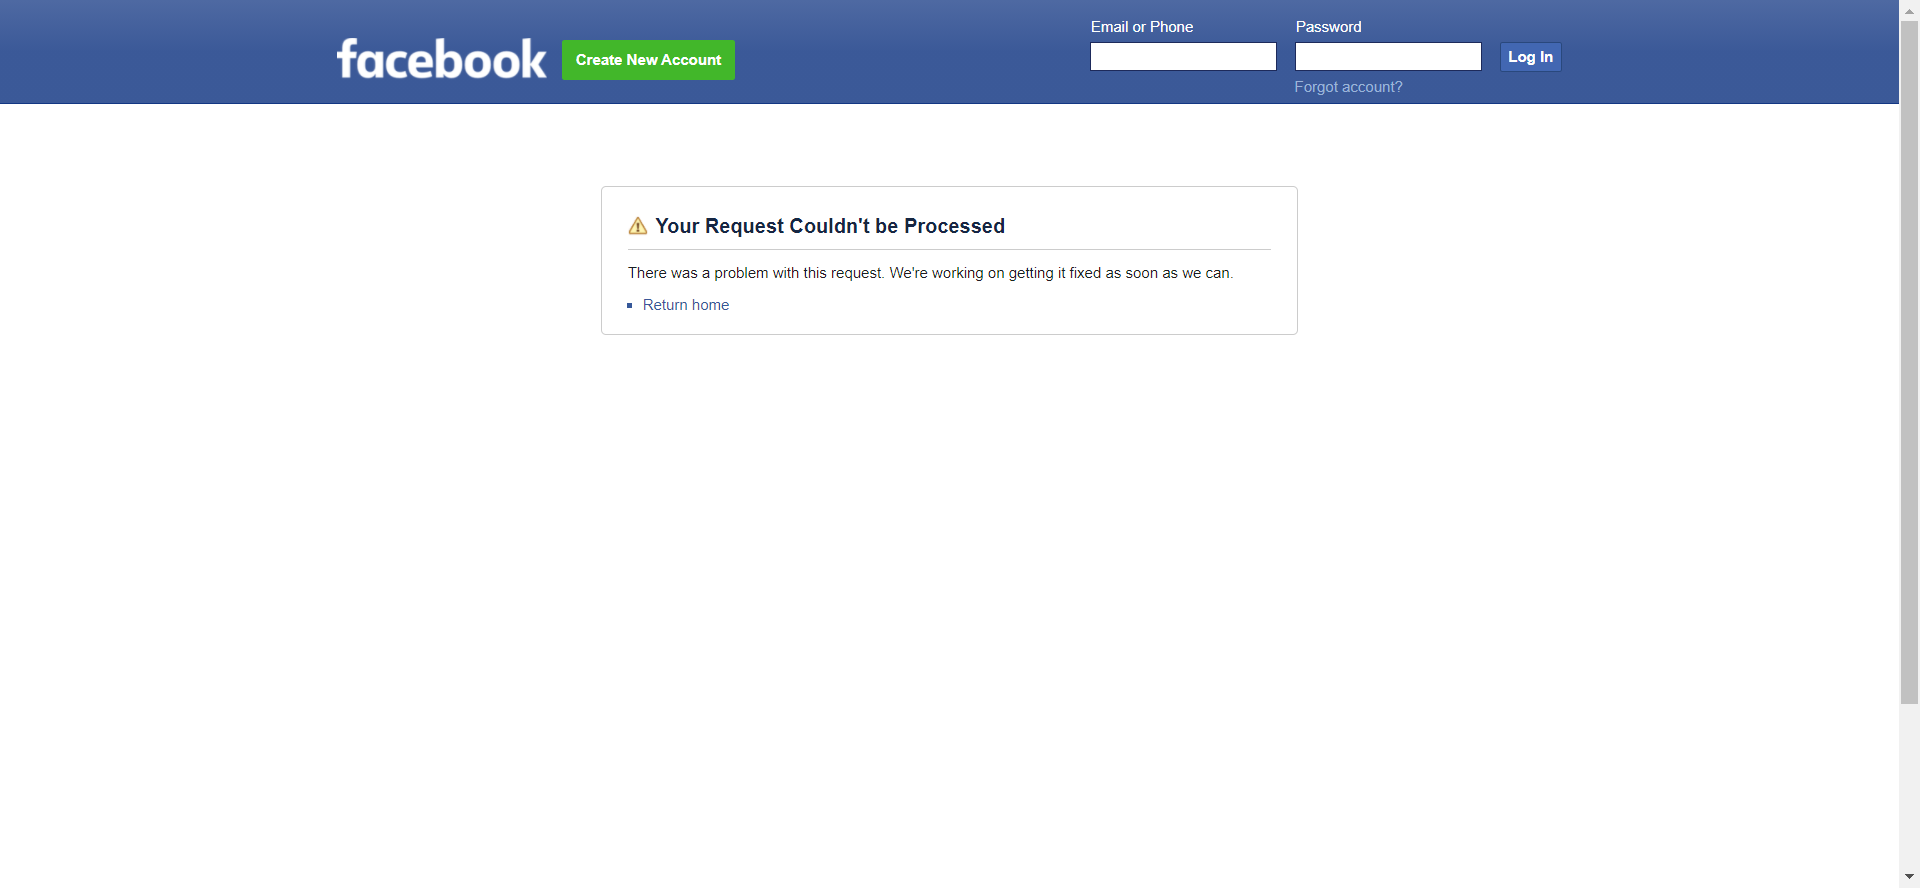 facebook
Create New Account
Email or Phone
Password
Log In
Forgot account?
Your Request Couldn't be Processed
There was a problem with this request. We're working on getting it fixed as soon as we can.
Return home